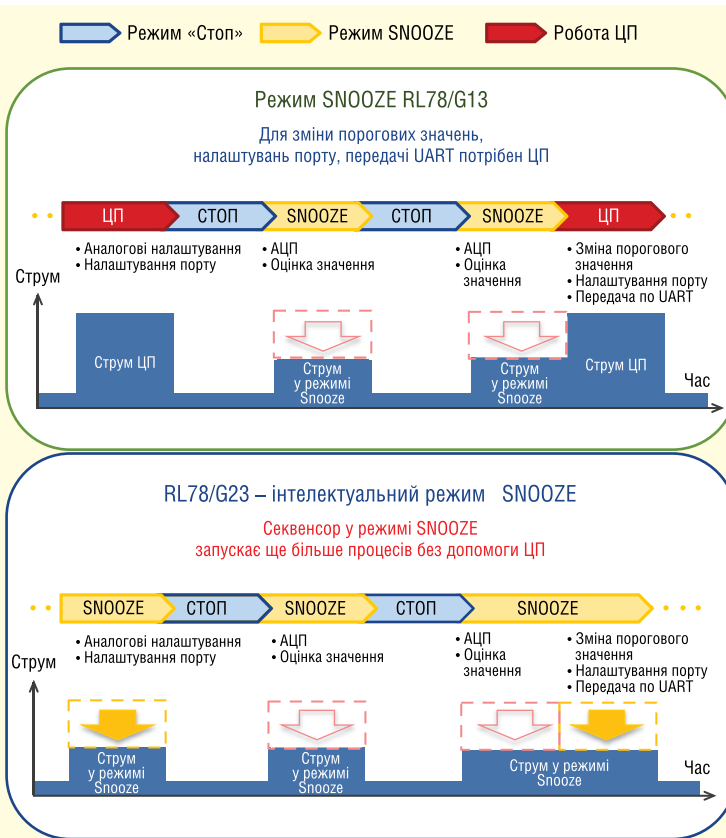 Режим «Стоп» Режим SNOOZE Робота ЦП
Режим SNOOZE RL78/G13
Для зміни порогових значень,
налаштувань порту, передачі UART потрібен ЦП
ЦП СТОП SNOOZE СТОП SNOOZE ЦП
• Аналогові налаштування
• Налаштування порту
• АЦП
• Оцінка значення
• АЦП
• Оцінка
значення
• Зміна порогового
значення
• Налаштування порту
• Передача по UART
Струм
Струм ЦП
Струм
у режимі
Snooze
Струм
у режимі
Snooze
Струм ЦП
Час
RL78/G23 – інтелектуальний режим SNOOZE
Секвенсор у режимі SNOOZE
запускає ще більше процесів без допомоги ЦП
SNOOZE СТОП SNOOZE СТОП SNOOZE
• Аналогові налаштування
• Налаштування порту
• АЦП
• Оцінка значення
• АЦП
• Оцінка
значення
• Зміна порогового
значення
• Налаштування порту
• Передача по UART
Струм
Струм
у режимі
Snooze
Струм
у режимі
Snooze
Струм у режимі
Snooze
Час